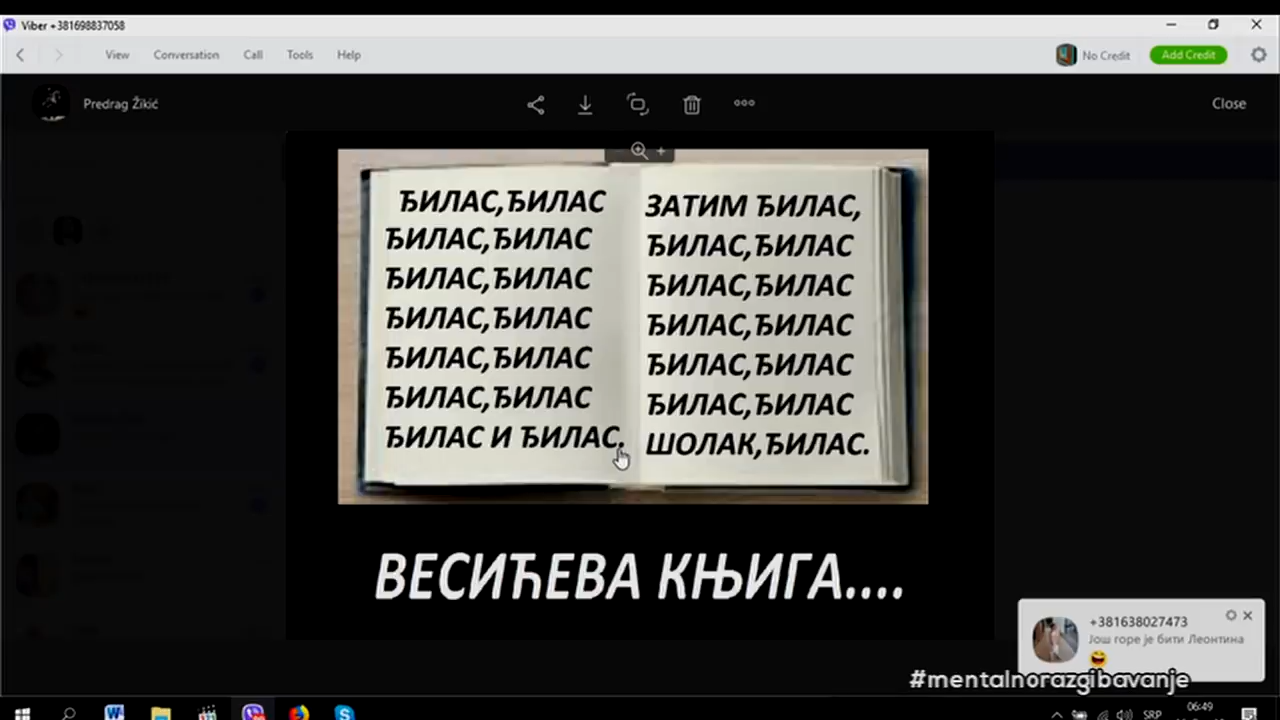 Viber +381698837058
View Conversation Call Tools Help
No Credit Add Credit
Predrag Žikić
Close
ЂИЛАС,ЂИЛАС
ЂИЛАС,ЂИЛАС
ЂИЛАС,ЂИЛАС
ЂИЛАС,ЂИЛАС
ЂИЛАС,ЂИЛАС
ЂИЛАС,ЂИЛАС
ЂИЛАС И ЂИЛАС.
ЗАТИМ ЂИЛАС,
ЂИЛАС,ЂИЛАС
ЂИЛАС,ЂИЛАС
ЂИЛАС,ЂИЛАС
ЂИЛАС,ЂИЛАС
ЂИЛАС,ЂИЛАС
ШОЛАК,ЂИЛАС.
ВЕСИЋЕВА КЊИГА....
+381638027473
Још горе је бити Леонтина
#mentalnorazgibavanje
SRP
06:49